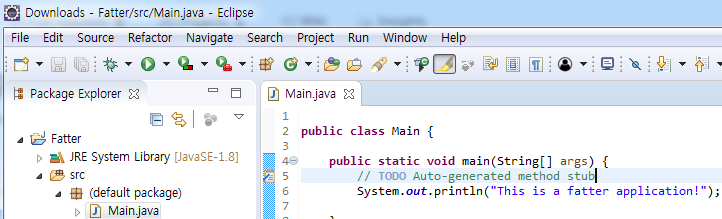 Downloads - Fatter/src/Main.java - Eclipse
File Edit Source Refactor Navigate Search Project Run Window Help
Package Explorer
Main.java
Fatter
JRE System Library [JavaSE-1.8]
src
(default package)
Main.java
1
2 public class Main {
3
4 public static void main(String[] args) {
5 // TODO Auto-generated method stub
6 System.out.println("This is a fatter application!");
7